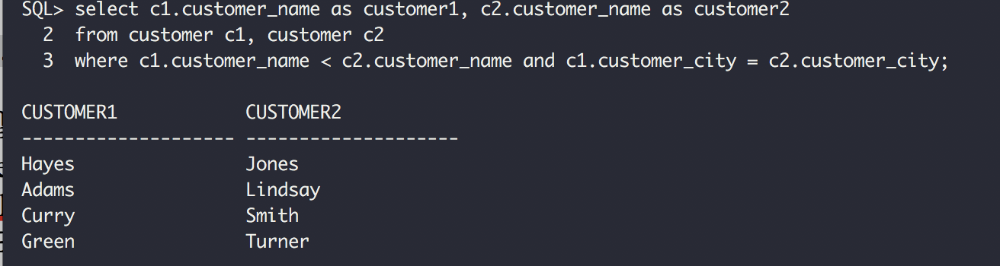 SQL> select c1.customer_name as customer1, c2.customer_name as customer2
  2  from customer c1, customer c2
  3  where c1.customer_name < c2.customer_name and c1.customer_city = c2.customer_city;

CUSTOMER1            CUSTOMER2
-------------------- --------------------
Hayes                Jones
Adams                Lindsay
Curry                Smith
Green                Turner